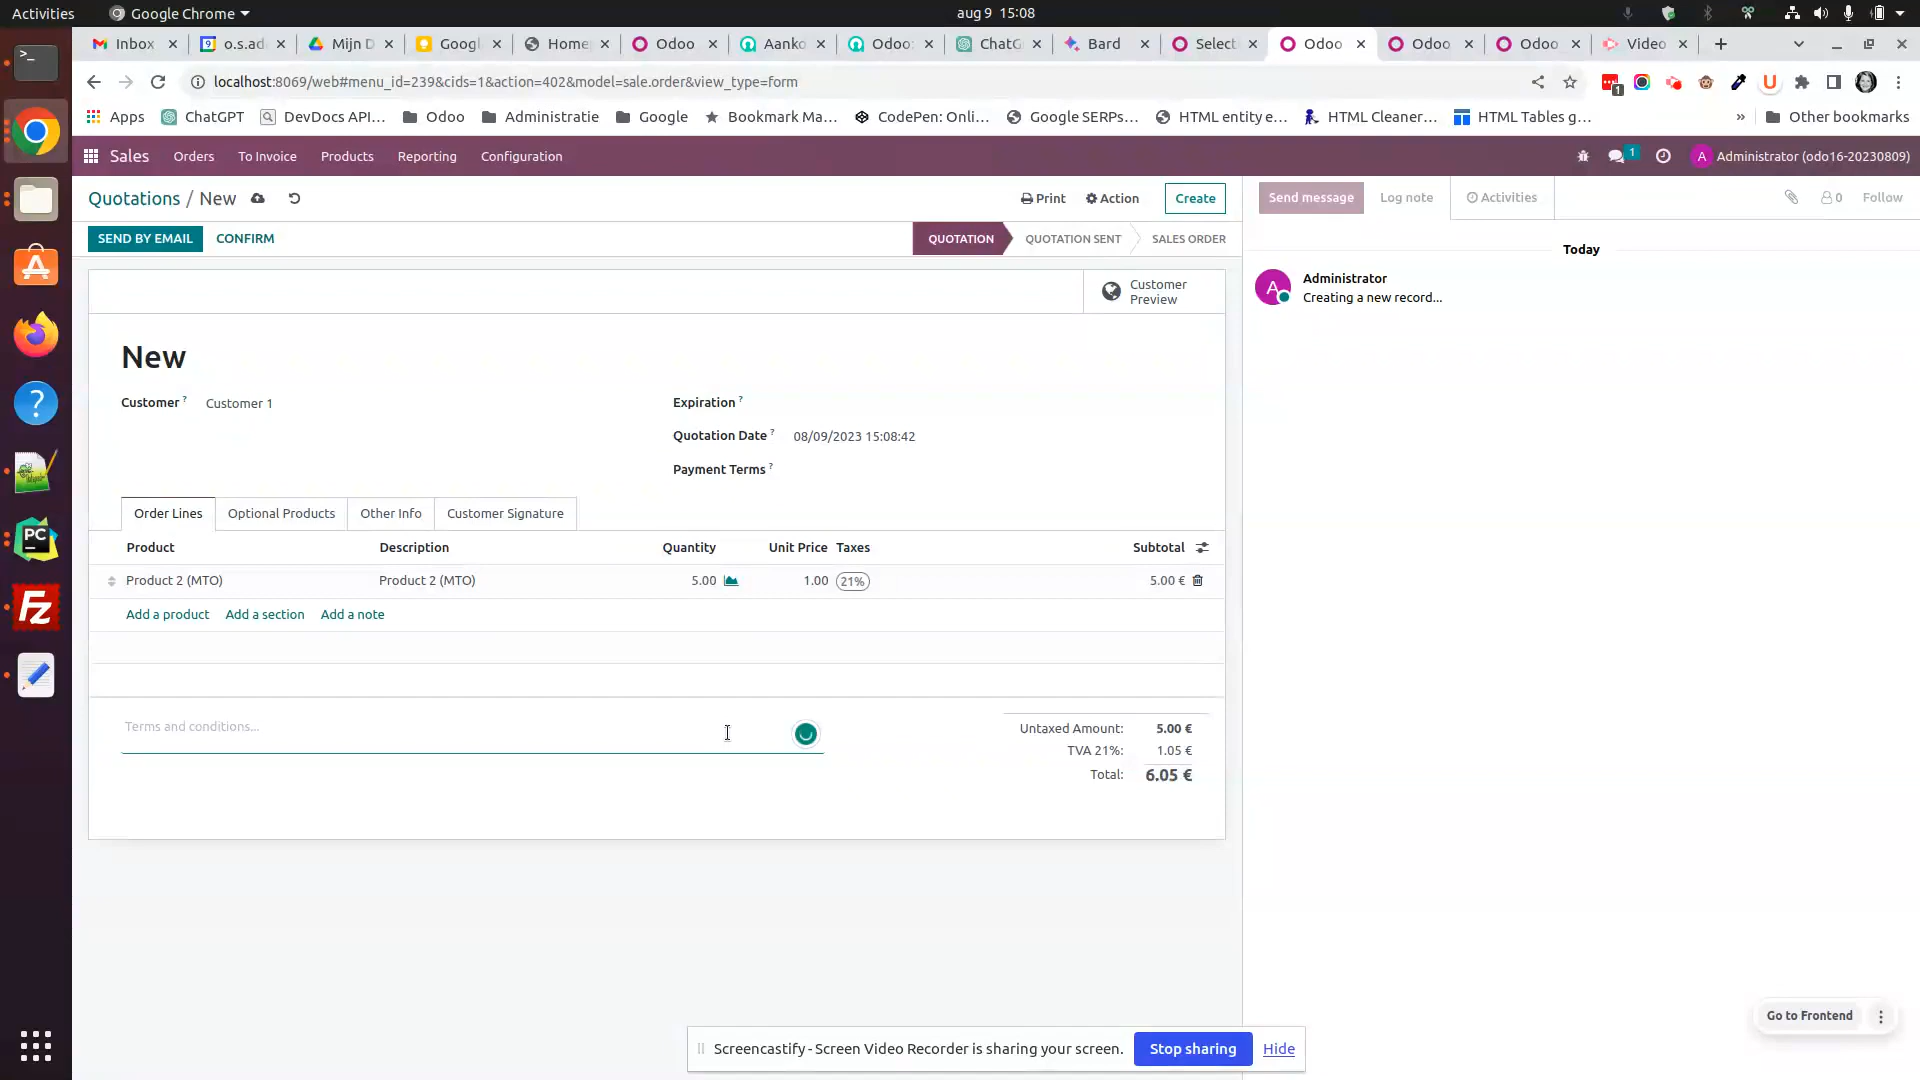 Activities
Google Chrome
aug 9 15:08
Inbox
o.s.ad
Mijn D
Googl
Home
Odoo
Aanko
Odoo:
ChatG
Bard
Select
Odoo
Odoo
Odoo
Video
localhost:8069/web#menu_id=239&cids=1&action=402&model=sale.order&view_type=form
1
Apps
ChatGPT
DevDocs API...
Odoo
Administratie
Google
Bookmark Ma...
CodePen: Onli...
Google SERPs...
HTML entity e...
HTML Cleaner...
HTML Tables g...
»
Other bookmarks
Sales
Orders
To Invoice
Products
Reporting
Configuration
1
A
Administrator (odo16-20230809)
Quotations / New
Print
Action
Create
Send message
Log note
Activities
0
Follow
SEND BY EMAIL
CONFIRM
QUOTATION
QUOTATION SENT
SALES ORDER
Today
Customer
Preview
A
Administrator
Creating a new record...
New
Customer ?
Customer 1
Expiration ?
Quotation Date ?
08/09/2023 15:08:42
Payment Terms ?
Order Lines
Optional Products
Other Info
Customer Signature
Product
Description
Quantity
Unit Price
Taxes
Subtotal
Product 2 (MTO)
Product 2 (MTO)
5.00
1.00
21%
5.00 €
Add a product
Add a section
Add a note
Terms and conditions...
Untaxed Amount: 5.00 €
TVA 21%: 1.05 €
Total: 6.05 €
Go to Frontend
Screencastify - Screen Video Recorder is sharing your screen.
Stop sharing
Hide